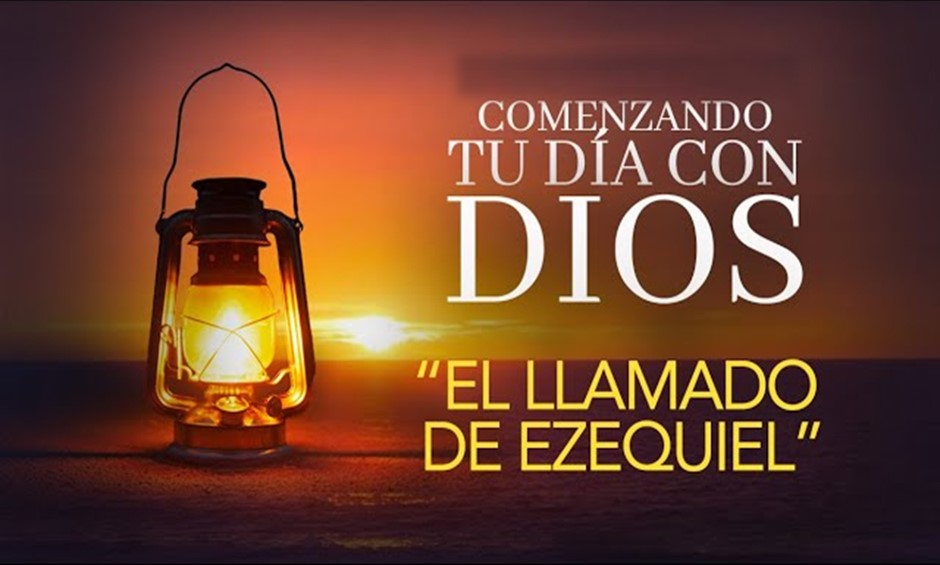 COMENZANDO
TU DÍA CON
DIOS
“EL LLAMADO
DE EZEQUIEL”